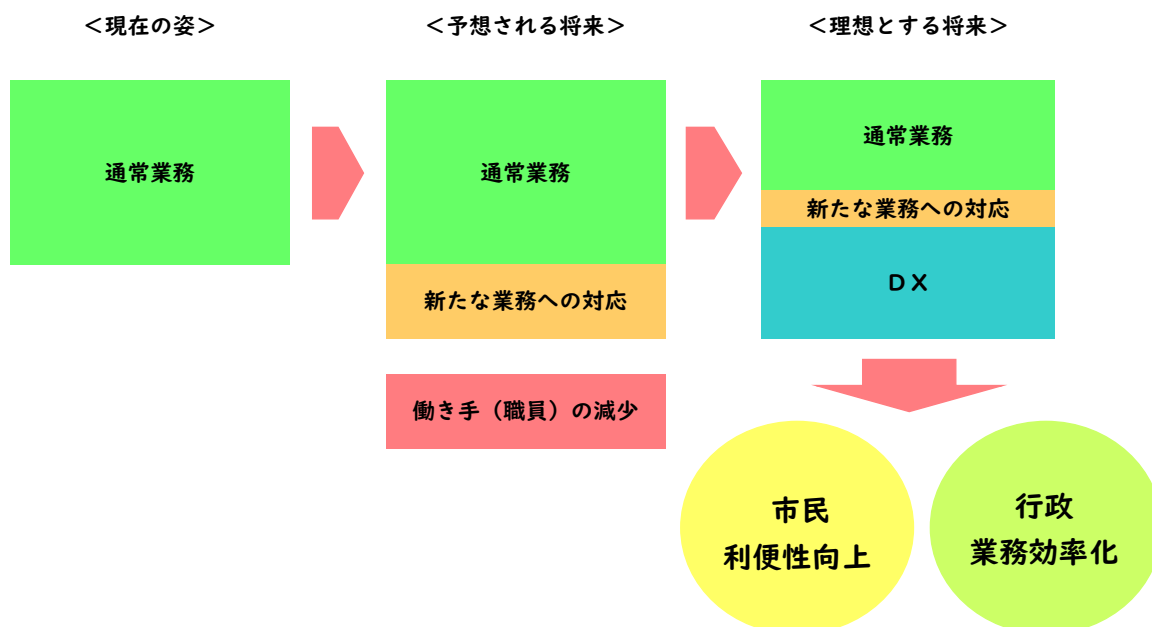 ＜現在の姿＞
＜予想される将来＞
＜理想とする将来＞
通常業務
通常業務
新たな業務への対応
働き手（職員）の減少
通常業務
新たな業務への対応
ＤＸ
市民
利便性向上
行政
業務効率化